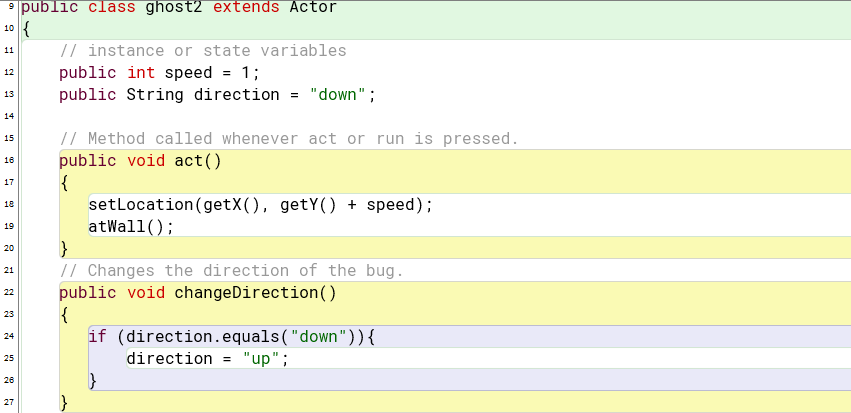 9 public class ghost2 extends Actor
10 {
11 // instance or state variables
12 public int speed = 1;
13 public String direction = "down";
14
15 // Method called whenever act or run is pressed.
16 public void act()
17 {
18 setLocation(getX(), getY() + speed);
19 atWall();
20 }
21 // Changes the direction of the bug.
22 public void changeDirection()
23 {
24 if (direction.equals("down")){
25 direction = "up";
26 }
27 }